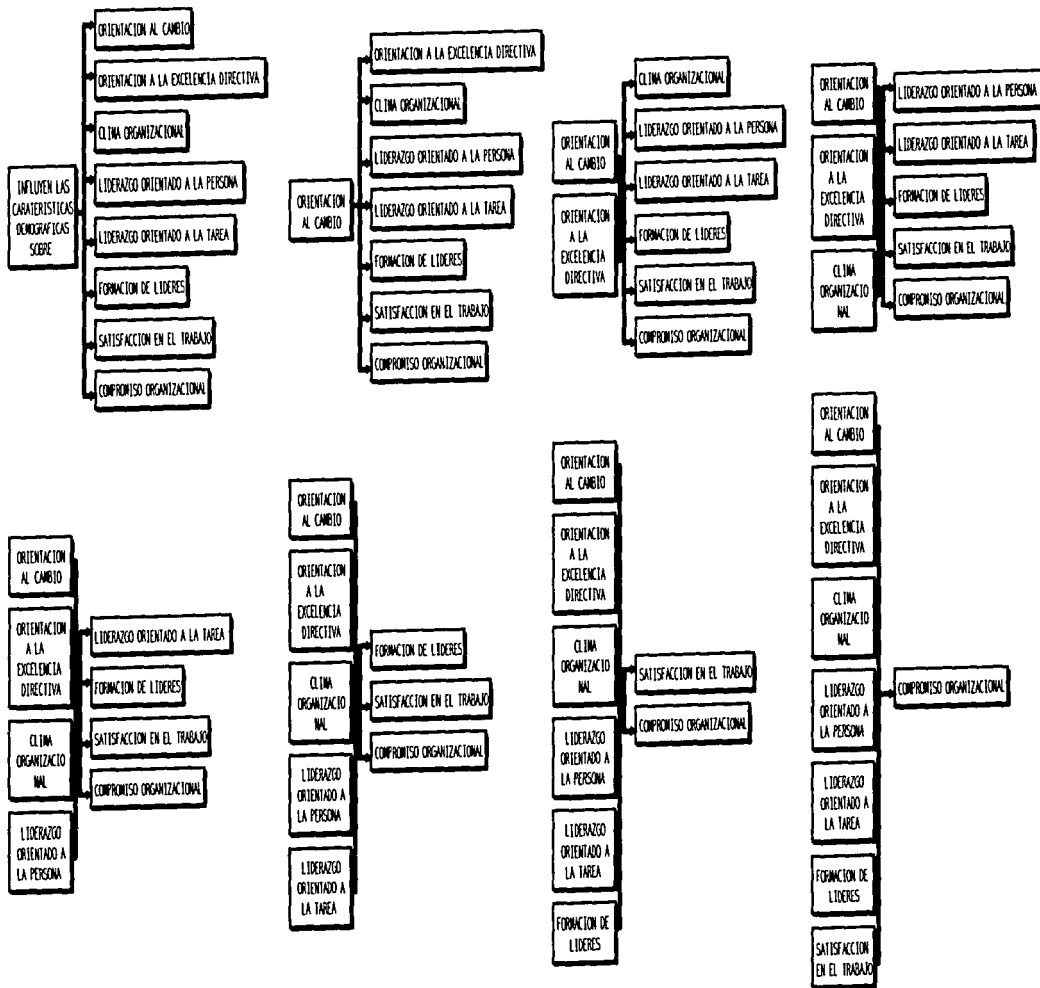 INFLUYEN LAS
CARATERISTICAS
DEMOGRAFICAS
SOBRE
ORIENTACION AL CAMBIO
ORIENTACION A LA EXCELENCIA DIRECTIVA
CLIMA ORGANIZACIONAL
LIDERAZGO ORIENTADO A LA PERSONA
LIDERAZGO ORIENTADO A LA TAREA
FORMACION DE LIDERES
SATISFACCION EN EL TRABAJO
COMPROMISO ORGANIZACIONAL
ORIENTACION
AL CAMBIO
ORIENTACION A LA EXCELENCIA DIRECTIVA
CLIMA ORGANIZACIONAL
LIDERAZGO ORIENTADO A LA PERSONA
LIDERAZGO ORIENTADO A LA TAREA
FORMACION DE LIDERES
SATISFACCION EN EL TRABAJO
COMPROMISO ORGANIZACIONAL
ORIENTACION
AL CAMBIO
ORIENTACION
A LA
EXCELENCIA
DIRECTIVA
CLIMA ORGANIZACIONAL
LIDERAZGO ORIENTADO A LA PERSONA
LIDERAZGO ORIENTADO A LA TAREA
FORMACION DE LIDERES
SATISFACCION EN EL TRABAJO
COMPROMISO ORGANIZACIONAL
ORIENTACION
AL CAMBIO
ORIENTACION
A LA
EXCELENCIA
DIRECTIVA
CLIMA
ORGANIZACIO
NAL
LIDERAZGO ORIENTADO A LA PERSONA
LIDERAZGO ORIENTADO A LA TAREA
FORMACION DE LIDERES
SATISFACCION EN EL TRABAJO
COMPROMISO ORGANIZACIONAL
ORIENTACION
AL CAMBIO
ORIENTACION
A LA
EXCELENCIA
DIRECTIVA
CLIMA
ORGANIZACIO
NAL
LIDERAZGO
ORIENTADO A
LA PERSONA
LIDERAZGO ORIENTADO A LA TAREA
FORMACION DE LIDERES
SATISFACCION EN EL TRABAJO
COMPROMISO ORGANIZACIONAL
ORIENTACION
AL CAMBIO
ORIENTACION
A LA
EXCELENCIA
DIRECTIVA
CLIMA
ORGANIZACIO
NAL
LIDERAZGO
ORIENTADO A
LA PERSONA
LIDERAZGO
ORIENTADO A
LA TAREA
FORMACION DE LIDERES
SATISFACCION EN EL TRABAJO
COMPROMISO ORGANIZACIONAL
ORIENTACION
AL CAMBIO
ORIENTACION
A LA
EXCELENCIA
DIRECTIVA
CLIMA
ORGANIZACIO
NAL
LIDERAZGO
ORIENTADO A
LA PERSONA
LIDERAZGO
ORIENTADO A
LA TAREA
FORMACION DE
LIDERES
SATISFACCION EN EL TRABAJO
COMPROMISO ORGANIZACIONAL
ORIENTACION
AL CAMBIO
ORIENTACION
A LA
EXCELENCIA
DIRECTIVA
CLIMA
ORGANIZACIO
NAL
LIDERAZGO
ORIENTADO A
LA PERSONA
LIDERAZGO
ORIENTADO A
LA TAREA
FORMACION DE
LIDERES
SATISFACCION
EN EL TRABAJO
COMPROMISO ORGANIZACIONAL